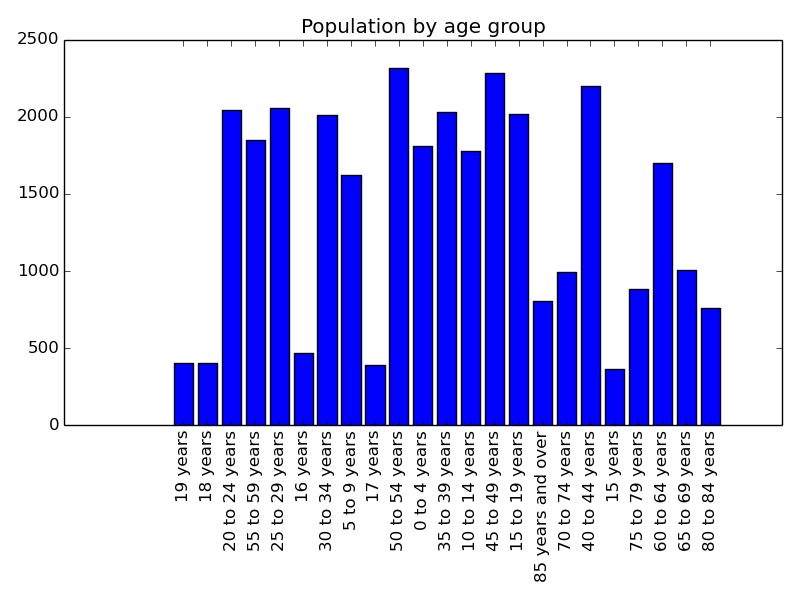 Population by age group
2500
2000
1500
1000
500
0
19 years
18 years
20 to 24 years
55 to 59 years
25 to 29 years
16 years
30 to 34 years
5 to 9 years
17 years
50 to 54 years
0 to 4 years
35 to 39 years
10 to 14 years
45 to 49 years
15 to 19 years
85 years and over
70 to 74 years
40 to 44 years
15 years
75 to 79 years
60 to 64 years
65 to 69 years
80 to 84 years